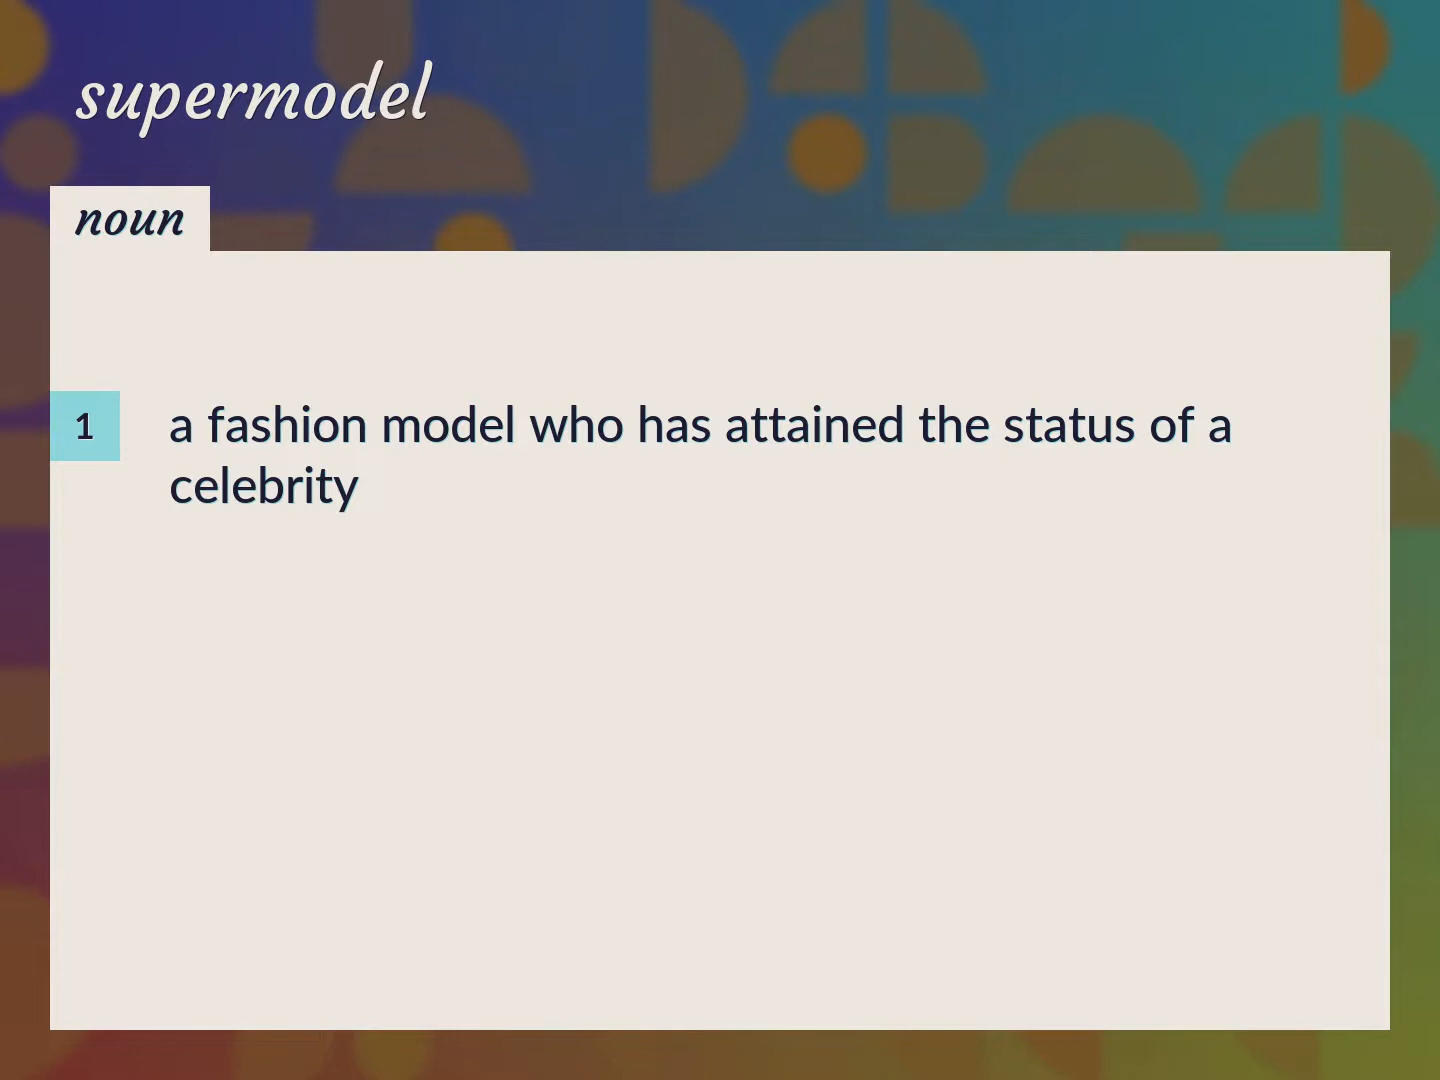 supermodel
noun
1
a fashion model who has attained the status of a
celebrity